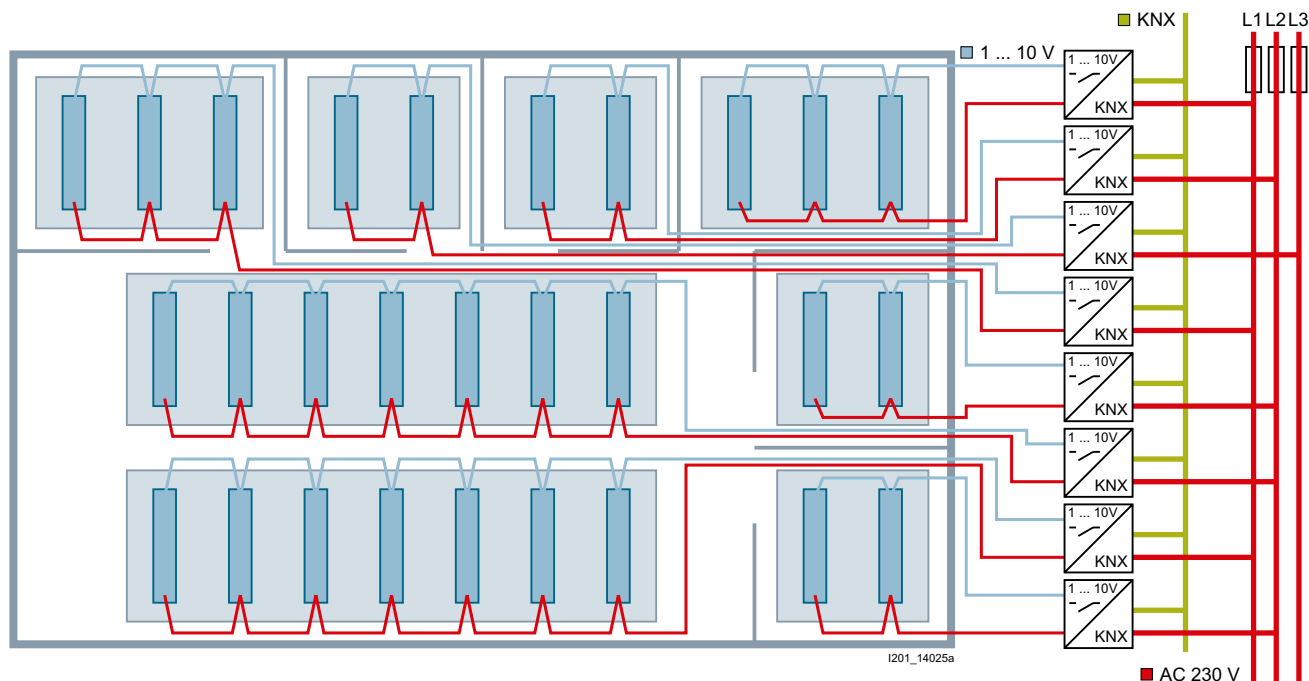 KNX
L1 L2 L3
1 ... 10 V
1 ... 10V
KNX
1 ... 10V
KNX
1 ... 10V
KNX
1 ... 10V
KNX
1 ... 10V
KNX
1 ... 10V
KNX
1 ... 10V
KNX
1 ... 10V
KNX
I201_14025a
AC 230 V